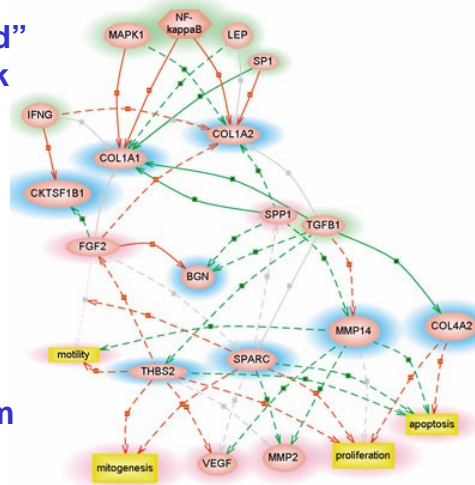 d”
k
m
NF-
kappaB
MAPK1
LEP
SP1
IFNG
COL1A2
COL1A1
CKTSF1B1
SPP1
TGFB1
FGF2
BGN
MMP14
COL4A2
motility
SPARC
THBS2
apoptosis
VEGF
MMP2
proliferation
mitogenesis